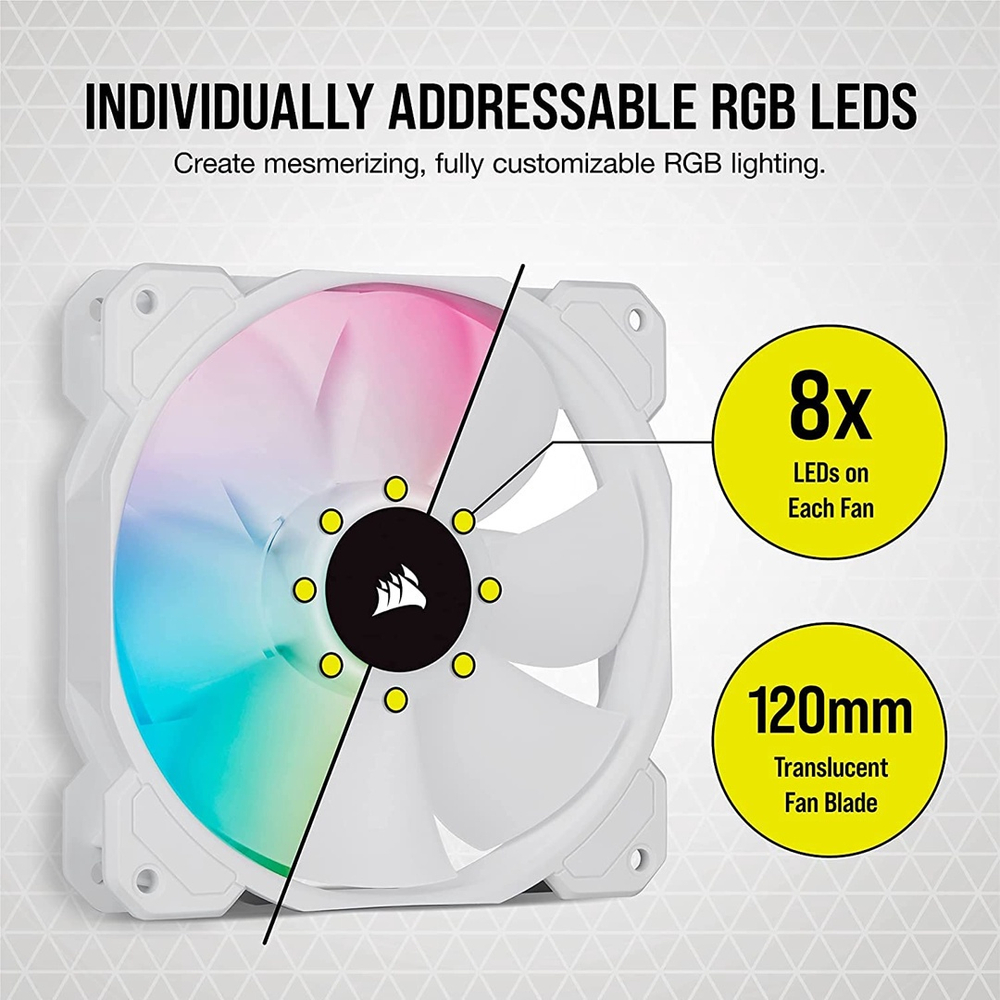 INDIVIDUALLY ADDRESSABLE RGB LEDS
Create mesmerizing, fully customizable RGB lighting.
8x
LEDs on
Each Fan
120mm
Translucent
Fan Blade